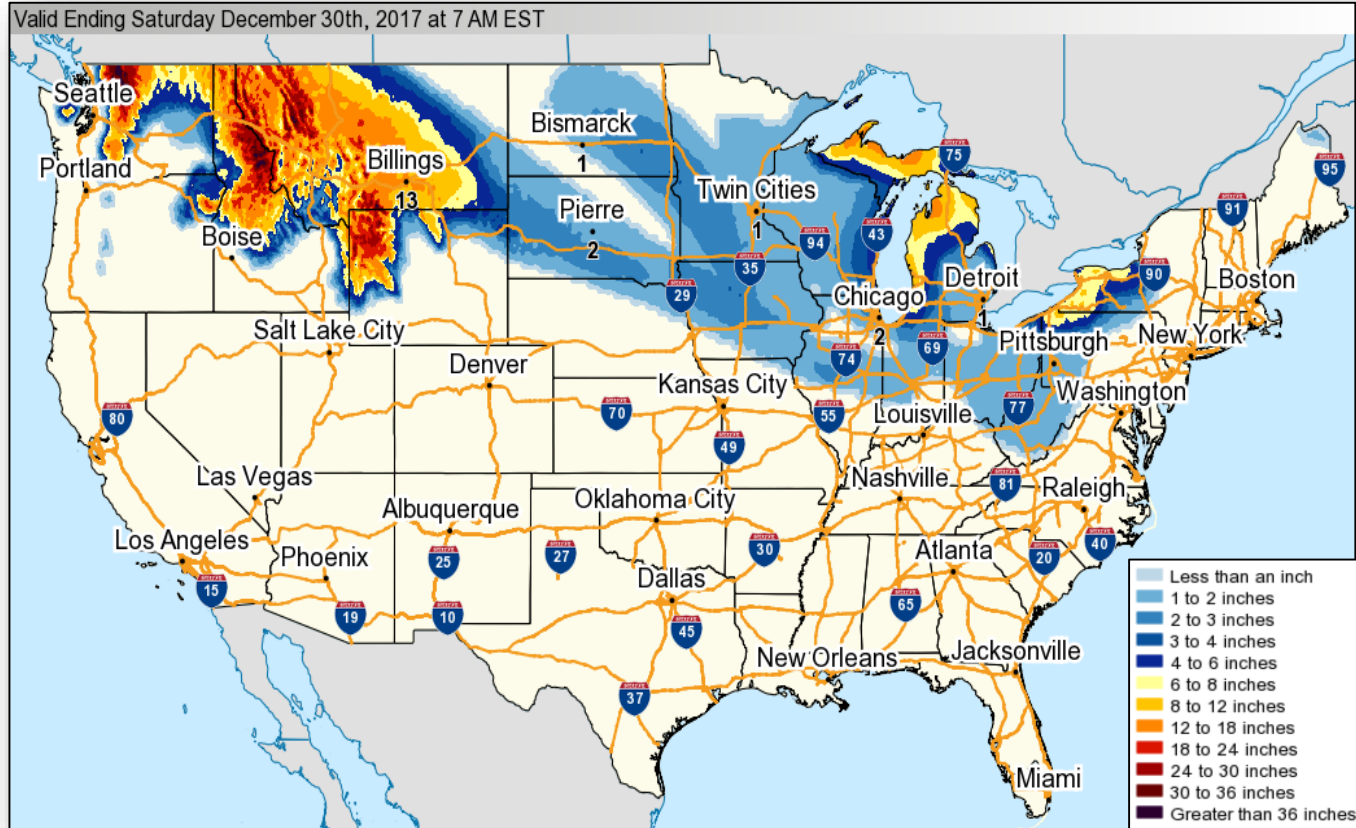 Valid Ending Saturday December 30th, 2017 at 7 AM EST
Seattle
Portland
Billings
13
Boise
Bismarck
1
Pierre
2
Twin Cities
1
75
95
91
94
43
35
29
Detroit
1
90
Boston
Chicago
2
Salt Lake City
Denver
74
69
Pittsburgh
New York
Washington
80
70
Kansas City
49
55
Louisville
77
Las Vegas
Albuquerque
Oklahoma City
Nashville
81
Raleigh
Los Angeles
Phoenix
15
19
25
10
27
30
Dallas
45
Atlanta
65
20
40
37
New Orleans
Jacksonville
Miami
Less than an inch
1 to 2 inches
2 to 3 inches
3 to 4 inches
4 to 6 inches
6 to 8 inches
8 to 12 inches
12 to 18 inches
18 to 24 inches
24 to 30 inches
30 to 36 inches
Greater than 36 inches